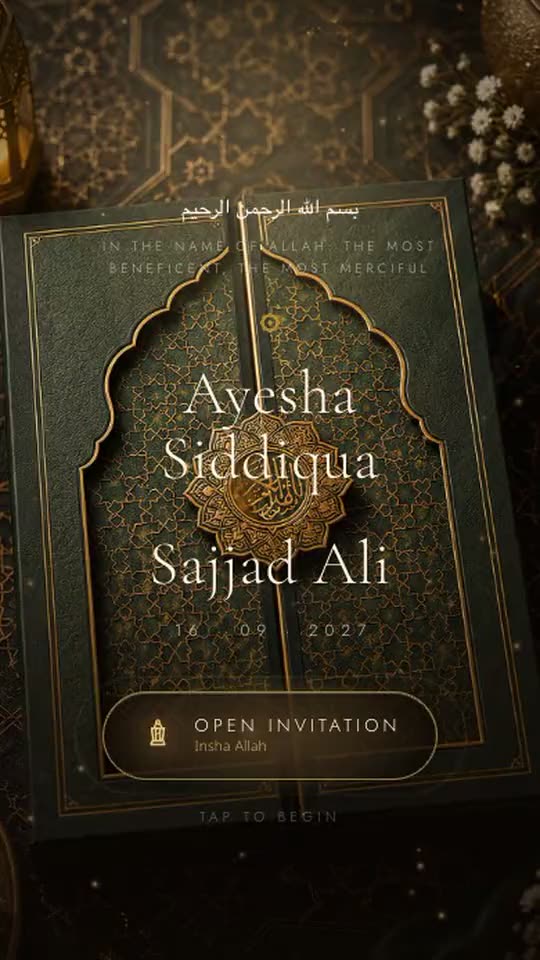 بسم الله الرحمن الرحيم
IN THE NAME OF ALLAH, THE MOST
BENEFICENT, THE MOST MERCIFUL
Ayesha
Siddiqua
Sajjad Ali
16 . 09 . 2027
OPEN INVITATION
Insha Allah
TAP TO BEGIN